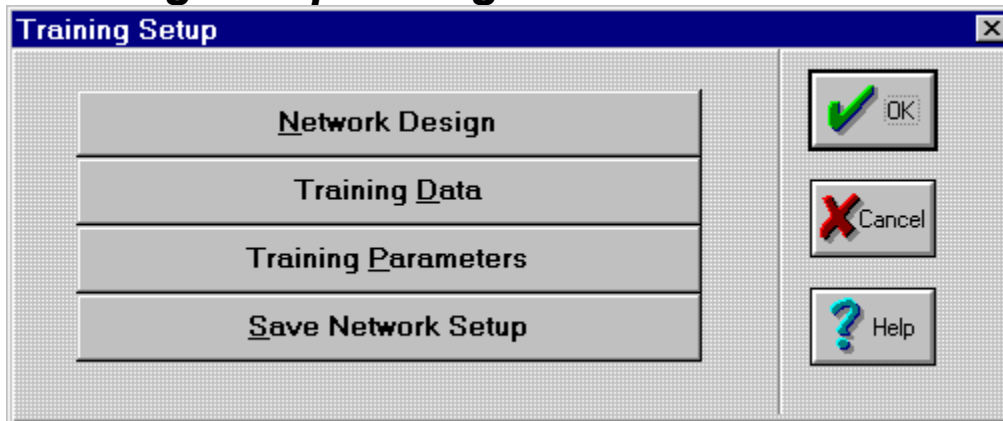 Training Setup
Network Design
Training Data
Training Parameters
Save Network Setup
OK
Cancel
Help